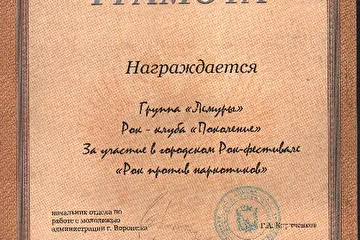 ГРАМОТА
Награждается
Группа «Лемуры»
Рок - клуба «Поколение»
За участие в городском Рок-фестивале
«Рок против наркотиков»
начальник отдела по
работе с молодежью
администрации г. Воронежа